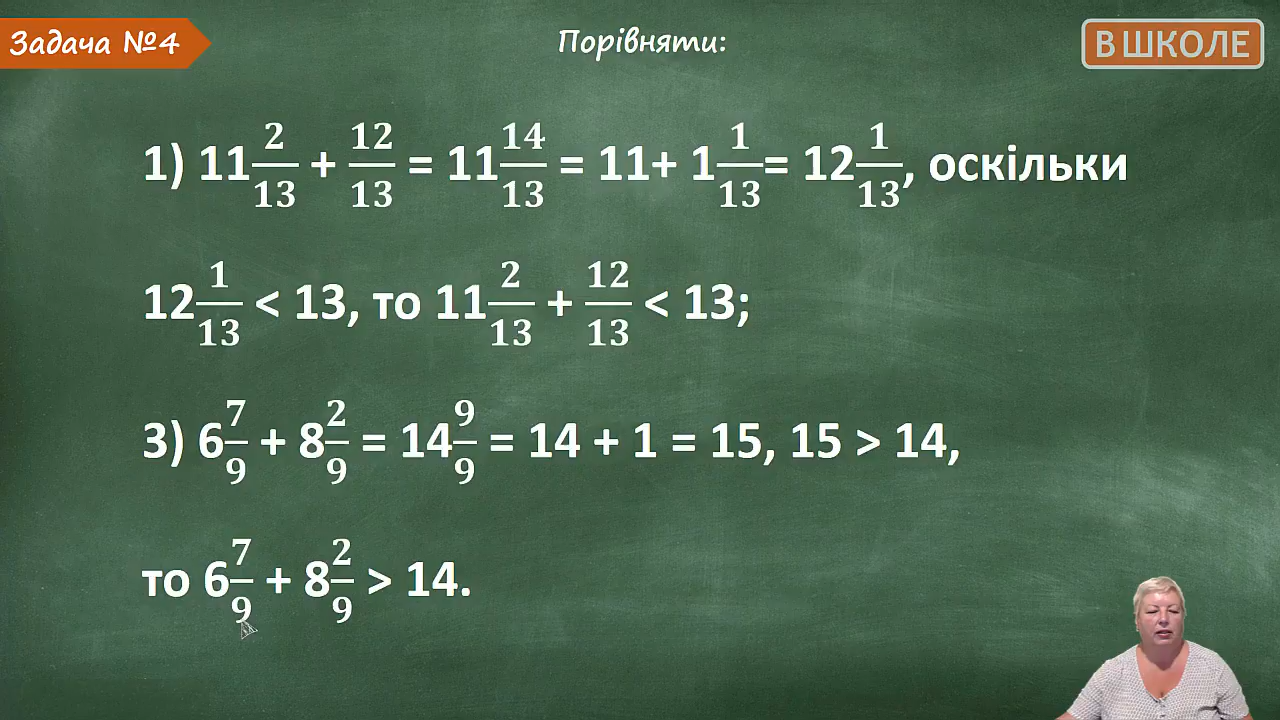 Задача №4
Порівняти:
В ШКОЛЕ
1) 11 2/13 + 12/13 = 11 14/13 = 11+ 1 1/13= 12 1/13, оскільки
12 1/13 < 13, то 11 2/13 + 12/13 < 13;
3) 6 7/9 + 8 2/9 = 14 9/9 = 14 + 1 = 15, 15 > 14,
то 6 7/9 + 8 2/9 > 14.